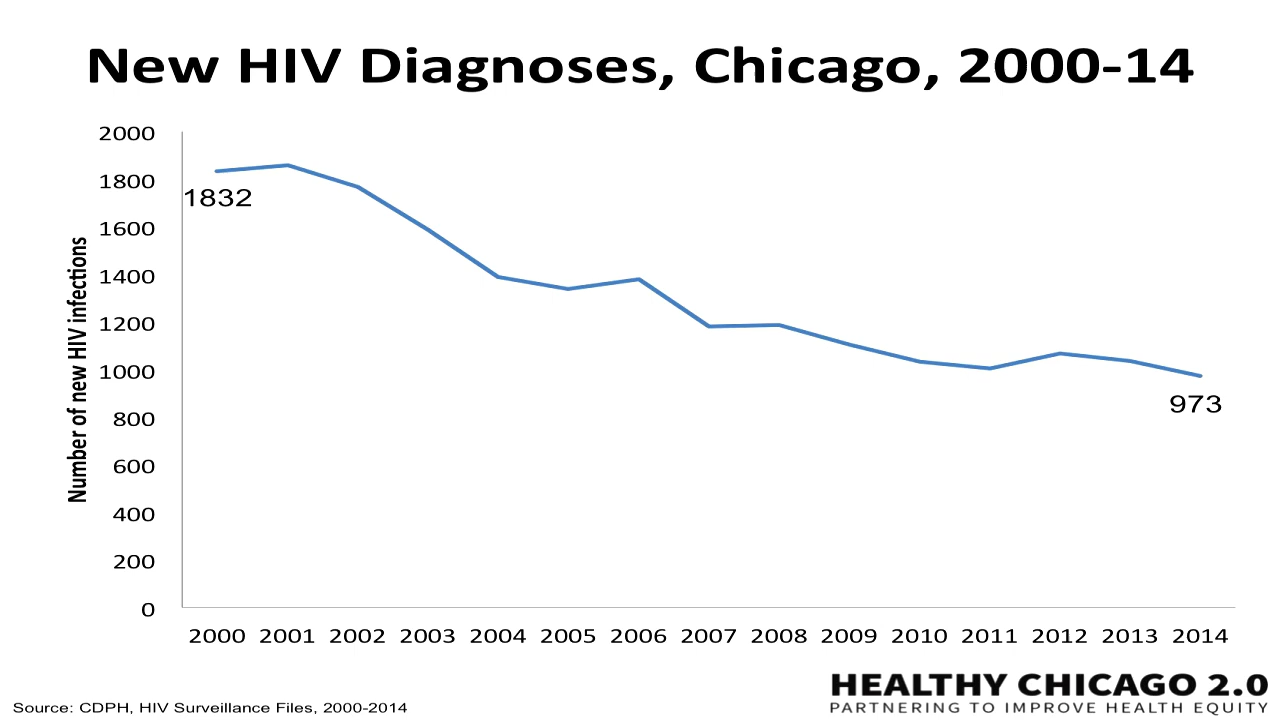 New HIV Diagnoses, Chicago, 2000-14
Number of new HIV infections
2000
1800
1600
1400
1200
1000
800
600
400
200
0
1832
973
2000 2001 2002 2003 2004 2005 2006 2007 2008 2009 2010 2011 2012 2013 2014
HEALTHY CHICAGO 2.0
PARTNERING TO IMPROVE HEALTH EQUITY
Source: CDPH, HIV Surveillance Files, 2000-2014